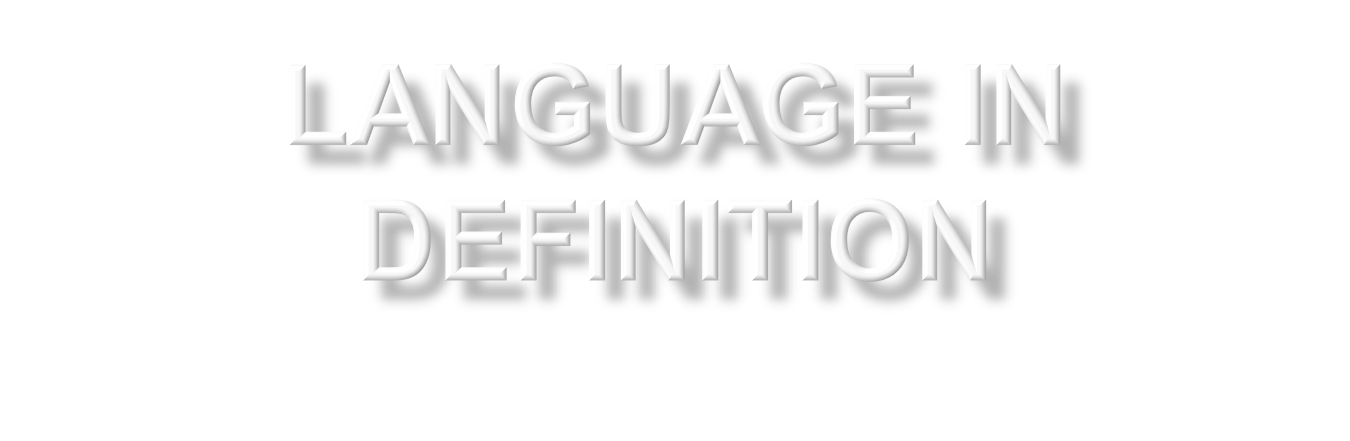 LANGUAGE IN
DEFINITION